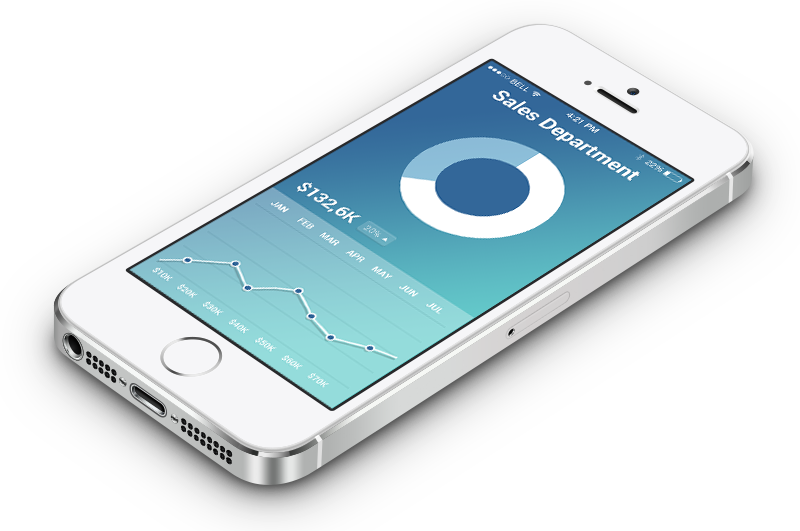 BELL 4:21 PM 22%
Sales Department
$132,6K 20%
JAN FEB MAR APR MAY JUN JUL
$10K $20K $30K $40K $50K $60K $70K